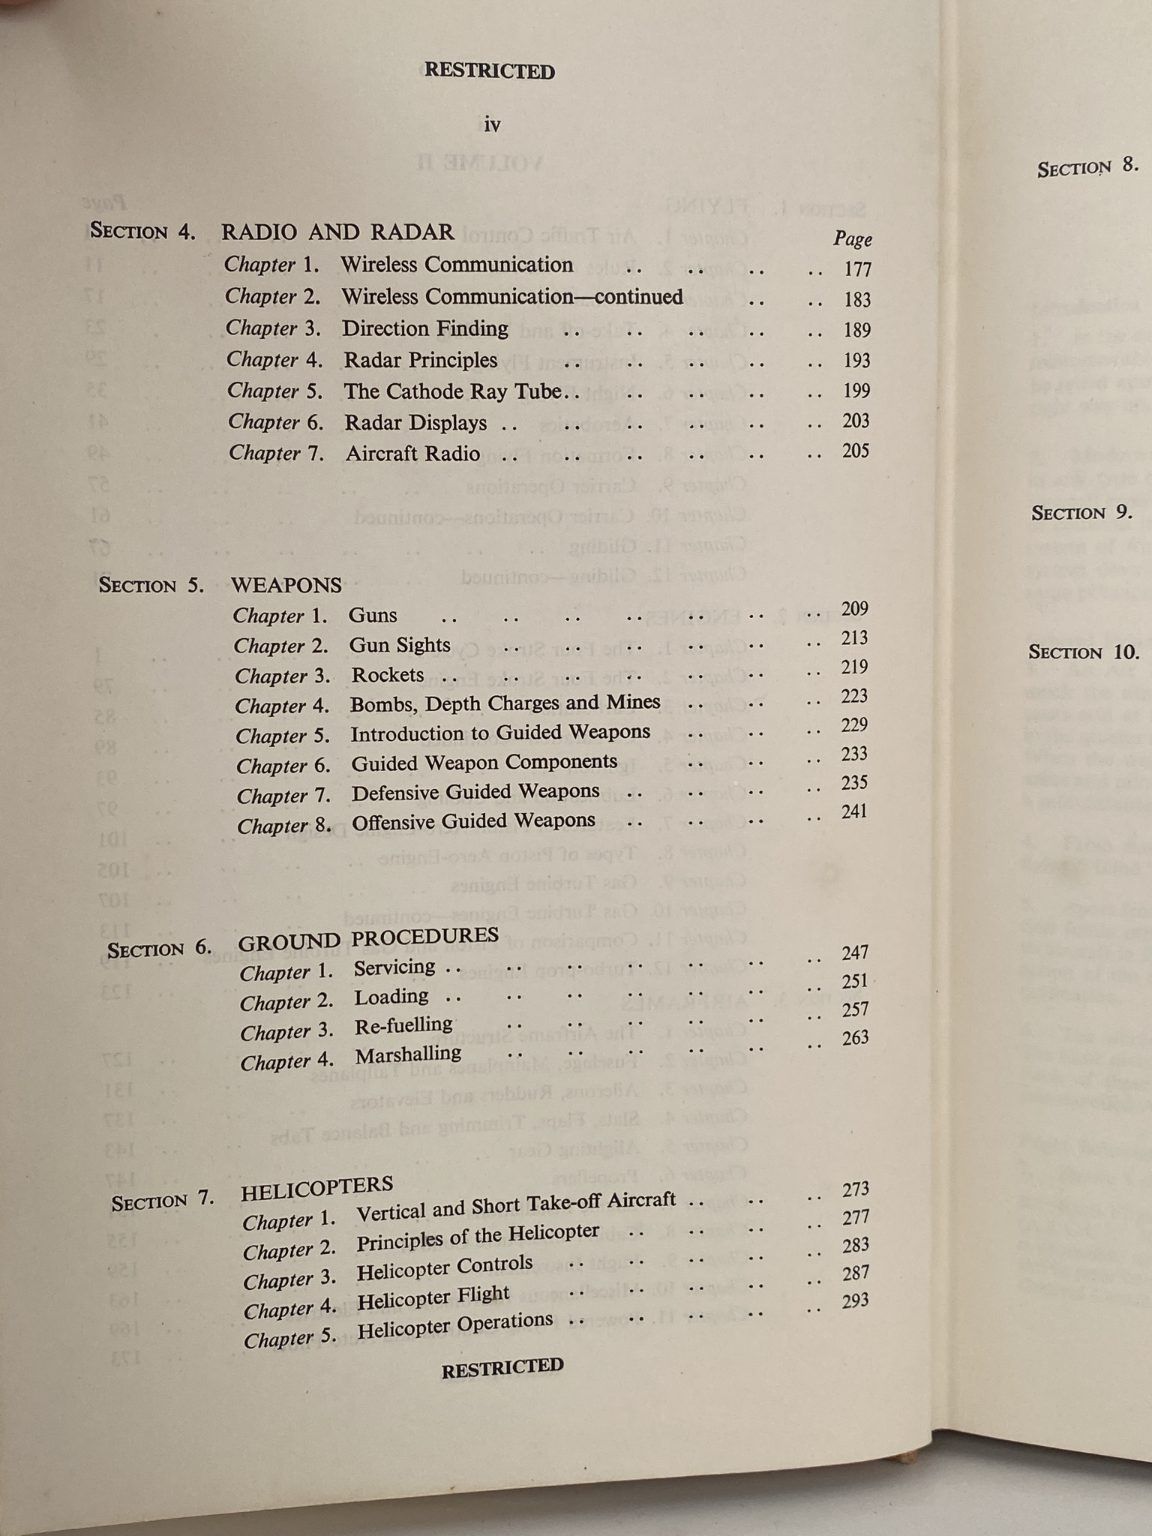 RESTRICTED
iv
SECTION 4. RADIO AND RADAR
Page
Chapter 1. Wireless Communication .. .. .. .. 177
Chapter 2. Wireless Communication—continued .. .. 183
Chapter 3. Direction Finding .. .. .. .. .. 189
Chapter 4. Radar Principles .. .. .. .. .. 193
Chapter 5. The Cathode Ray Tube.. .. .. .. .. 199
Chapter 6. Radar Displays .. .. .. .. .. .. 203
Chapter 7. Aircraft Radio .. .. .. .. .. .. 205
SECTION 5. WEAPONS
Chapter 1. Guns .. .. .. .. .. .. .. 209
Chapter 2. Gun Sights .. .. .. .. .. .. 213
Chapter 3. Rockets .. .. .. .. .. .. .. 219
Chapter 4. Bombs, Depth Charges and Mines .. .. .. 223
Chapter 5. Introduction to Guided Weapons .. .. .. 229
Chapter 6. Guided Weapon Components .. .. .. 233
Chapter 7. Defensive Guided Weapons .. .. .. .. 235
Chapter 8. Offensive Guided Weapons .. .. .. .. 241
SECTION 6. GROUND PROCEDURES
Chapter 1. Servicing .. .. .. .. .. .. .. 247
Chapter 2. Loading .. .. .. .. .. .. .. 251
Chapter 3. Re-fuelling .. .. .. .. .. .. 257
Chapter 4. Marshalling .. .. .. .. .. .. 263
SECTION 7. HELICOPTERS
Chapter 1. Vertical and Short Take-off Aircraft .. .. .. 273
Chapter 2. Principles of the Helicopter .. .. .. .. 277
Chapter 3. Helicopter Controls .. .. .. .. .. 283
Chapter 4. Helicopter Flight .. .. .. .. .. 287
Chapter 5. Helicopter Operations .. .. .. .. .. 293
RESTRICTED
SECTION 8.
SECTION 9.
SECTION 10.